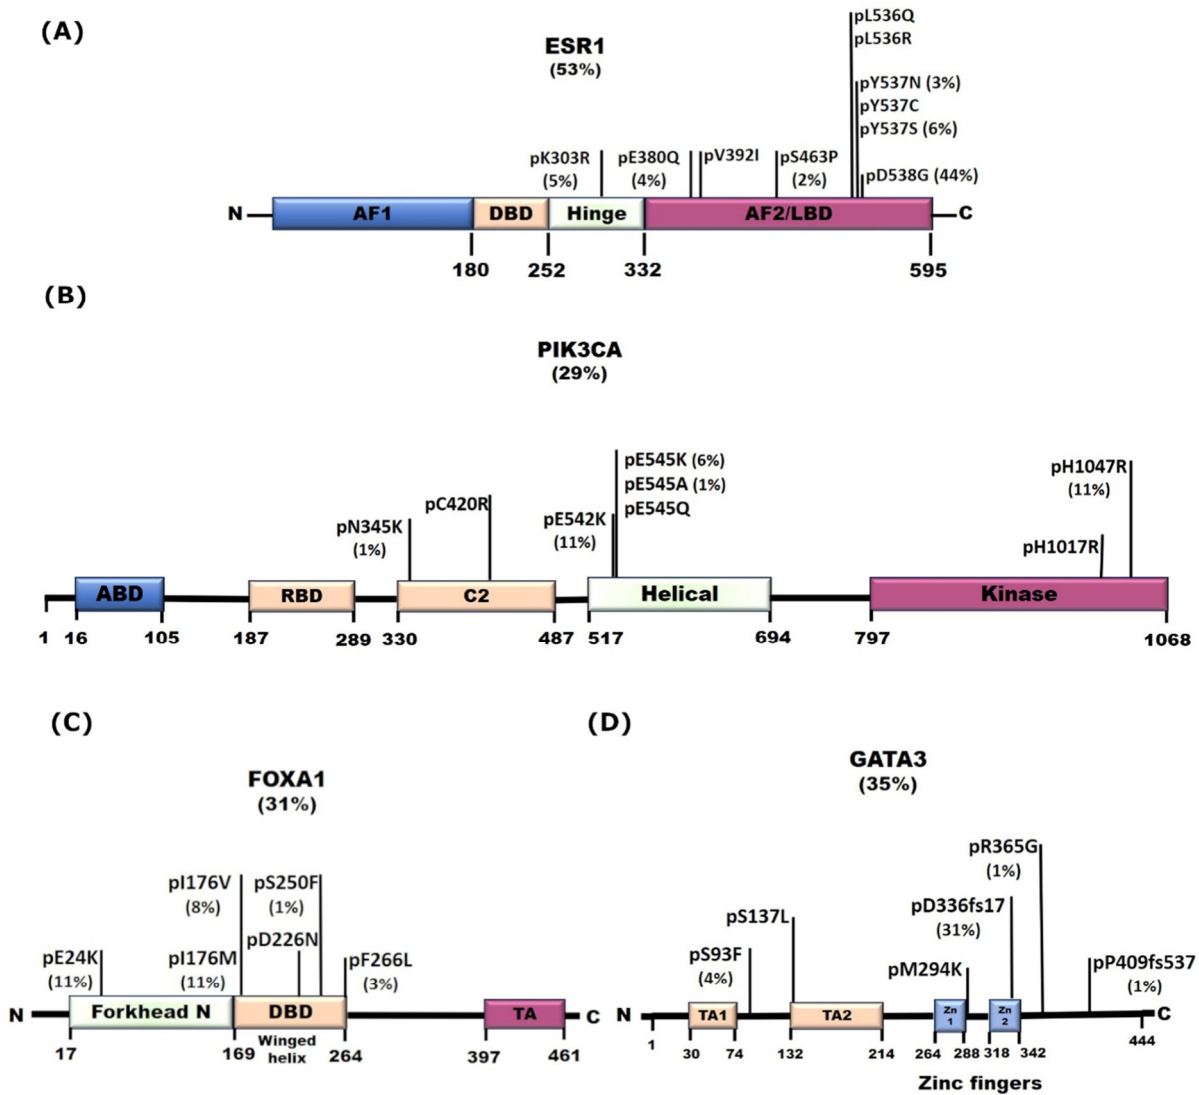 (A)
ESR1
(53%)
pL536Q
pL536R
pY537N (3%)
pY537C
pY537S (6%)
pK303R
(5%)
pE380Q
(4%)
pV392I
pS463P
(2%)
pD538G (44%)
N
AF1
DBD
Hinge
AF2/LBD
C
180
252
332
595
(B)
PIK3CA
(29%)
pN345K
(1%)
pC420R
pE542K
(11%)
pE545K (6%)
pE545A (1%)
pE545Q
pH1047R
(11%)
pH1017R
ABD
RBD
C2
Helical
Kinase
1
16
105
187
289
330
487
517
694
797
1068
(C)
FOXA1
(31%)
pI176V
(8%)
pS250F
(1%)
pD226N
pE24K
(11%)
pI176M
(11%)
pF266L
(3%)
N
Forkhead N
DBD
TA
C
17
169
Winged
helix
264
397
461
(D)
GATA3
(35%)
pR365G
(1%)
pD336fs17
(31%)
pS137L
pS93F
(4%)
pM294K
pP409fs537
(1%)
N
TA1
TA2
Zn
1
Zn
2
C
1
30
74
132
214
264
288
318
342
444
Zinc fingers